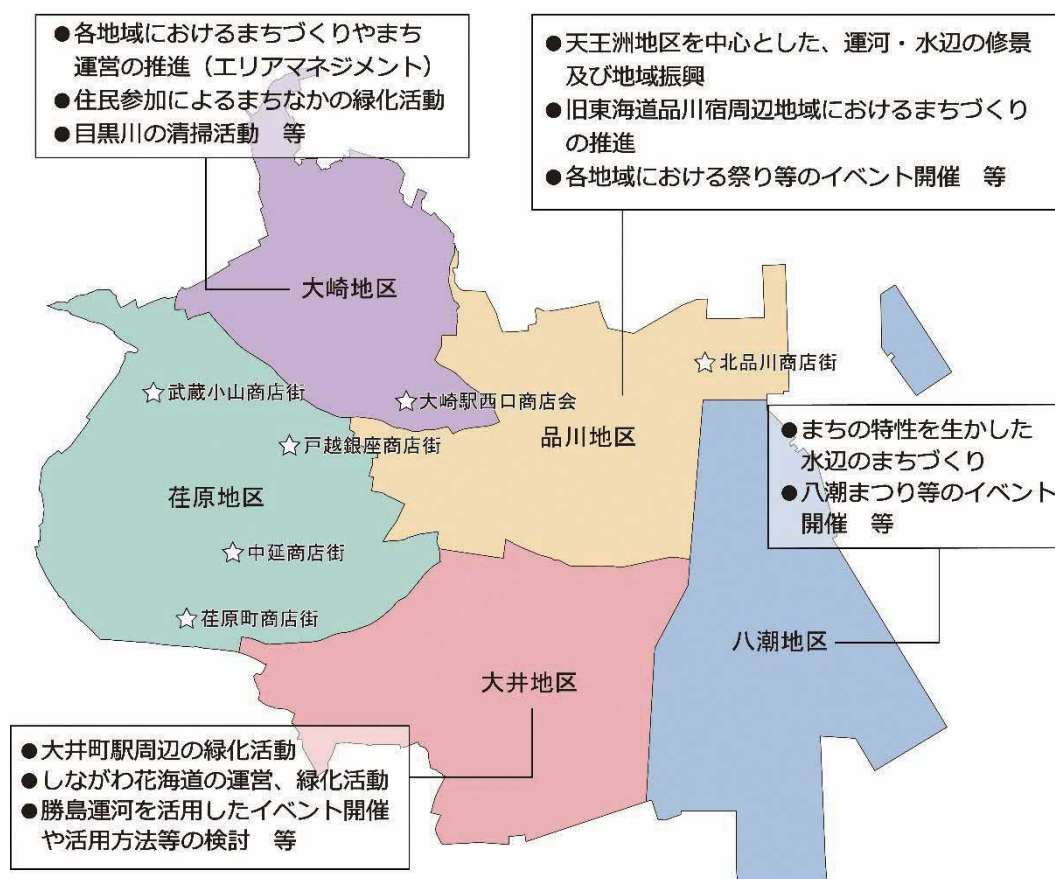 ●各地域におけるまちづくりやまち
運営の推進（エリアマネジメント）
●住民参加によるまちなかの緑化活動
●目黒川の清掃活動　等
●天王洲地区を中心とした、運河・水辺の修景
及び地域振興
●旧東海道品川宿周辺地域におけるまちづくり
の推進
●各地域における祭り等のイベント開催　等
大崎地区
☆北品川商店街
☆武蔵小山商店街
☆大崎駅西口商店会
☆戸越銀座商店街
品川地区
●まちの特性を生かした
水辺のまちづくり
●八潮まつり等のイベント
開催　等
荏原地区
☆中延商店街
☆荏原町商店街
八潮地区
大井地区
●大井町駅周辺の緑化活動
●しながわ花海道の運営、緑化活動
●勝島運河を活用したイベント開催
や活用方法等の検討　等